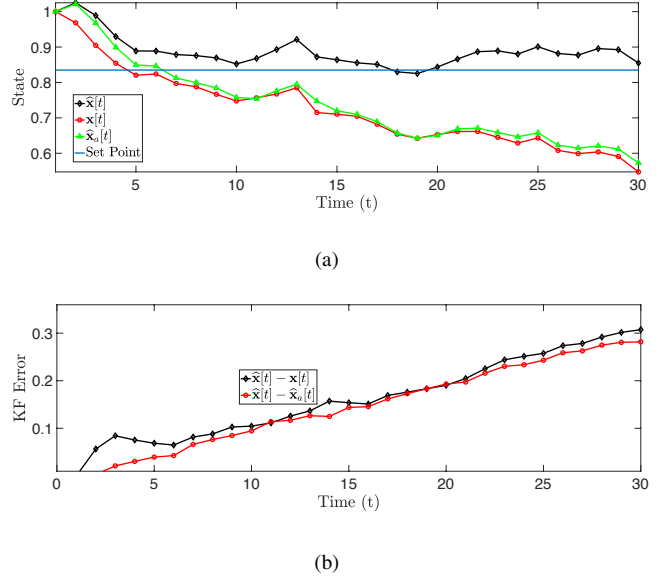 1
0.9
0.8
0.7
0.6
State
x̂[t]
x[t]
x̂ₐ[t]
Set Point
5 10 15 20 25 30
Time (t)
(a)
0.3
0.2
0.1
KF Error
x̂[t] − x[t]
x̂[t] − x̂ₐ[t]
0 5 10 15 20 25 30
Time (t)
(b)